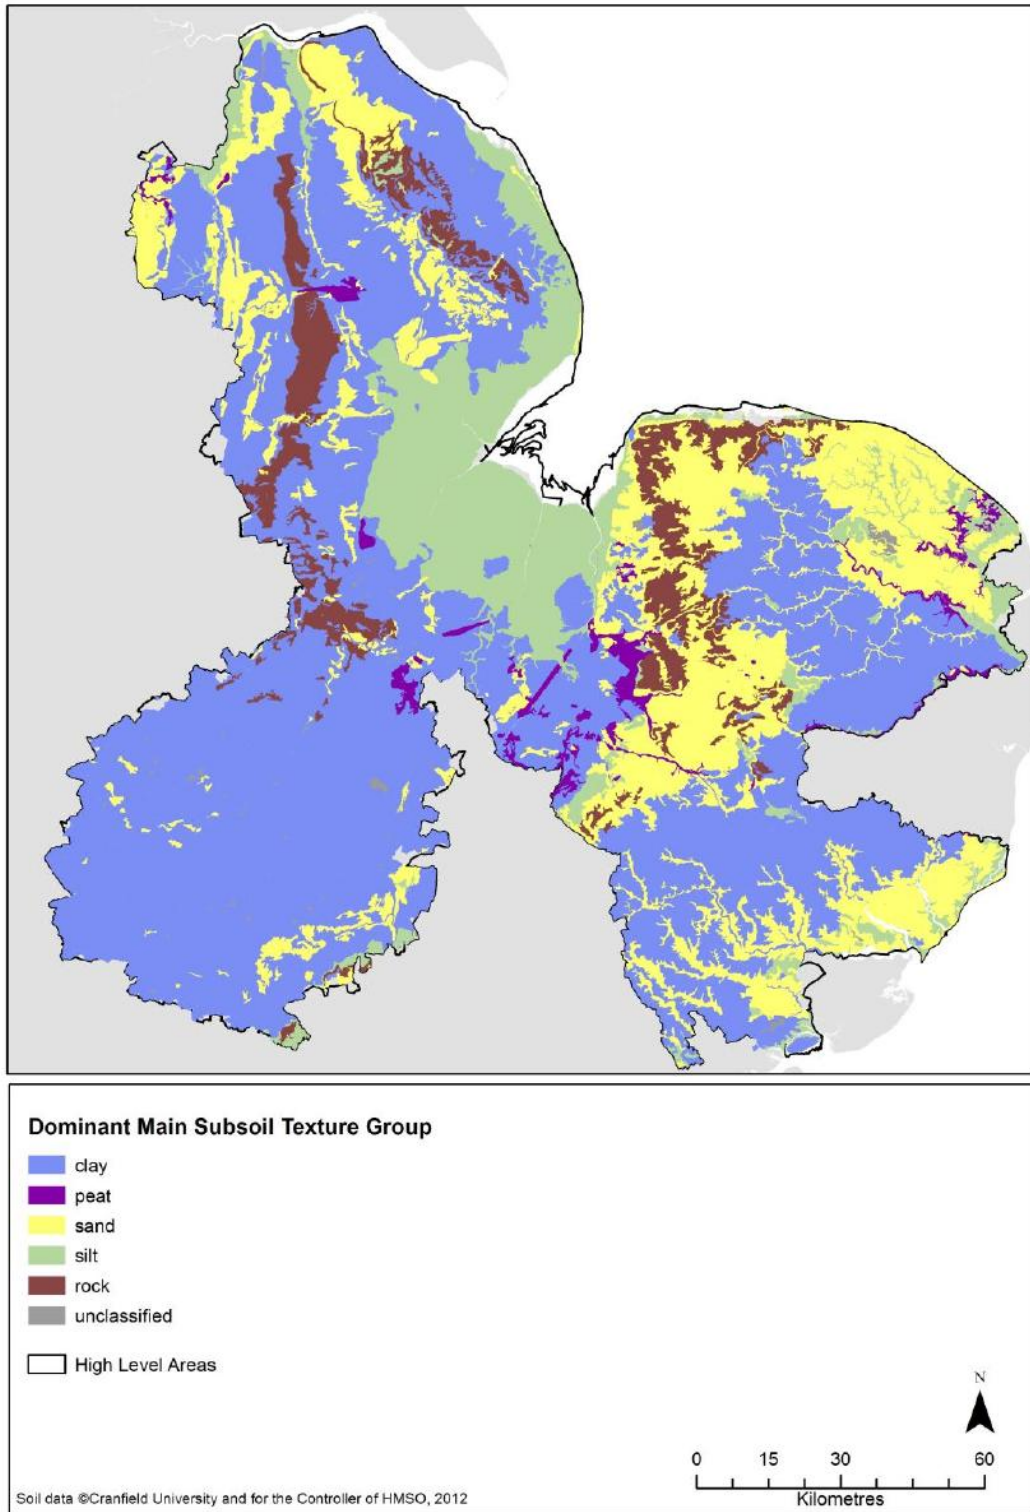 Dominant Main Subsoil Texture Group
clay
peat
sand
silt
rock
unclassified
High Level Areas
N
0 15 30 60
Kilometres
Soil data ©Cranfield University and for the Controller of HMSO, 2012